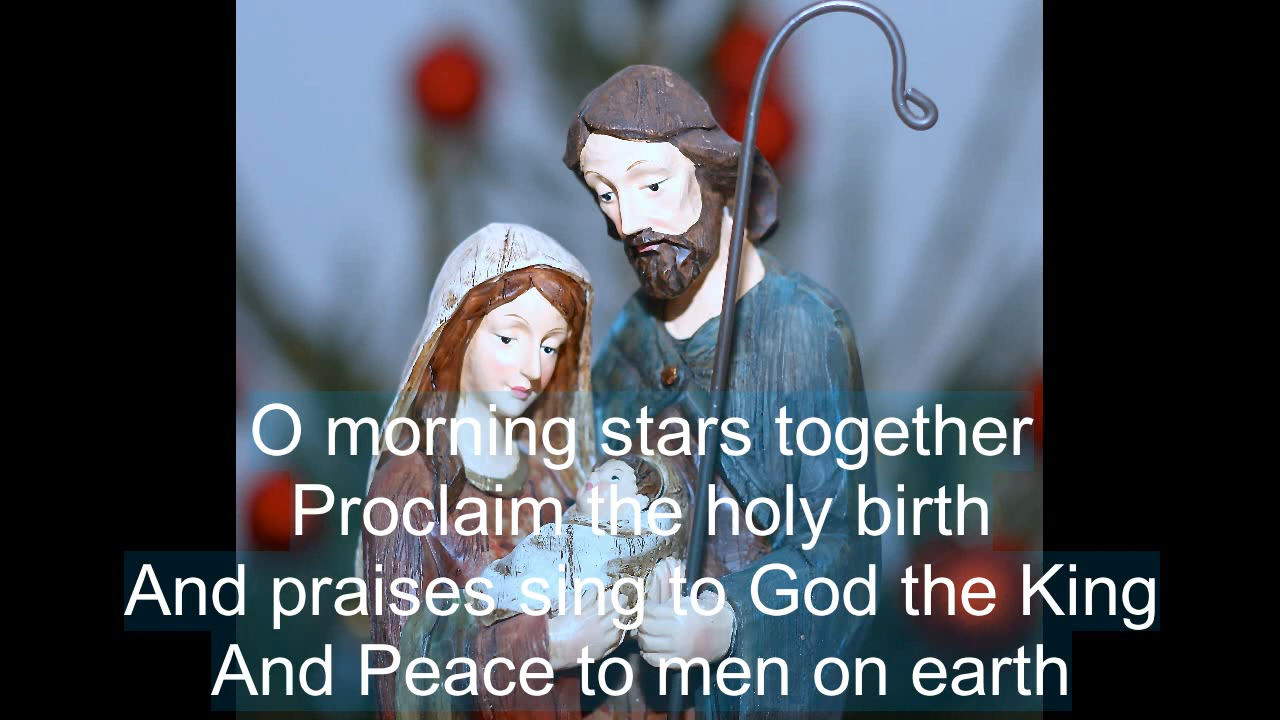 O morning stars together
Proclaim the holy birth
And praises sing to God the King
And Peace to men on earth